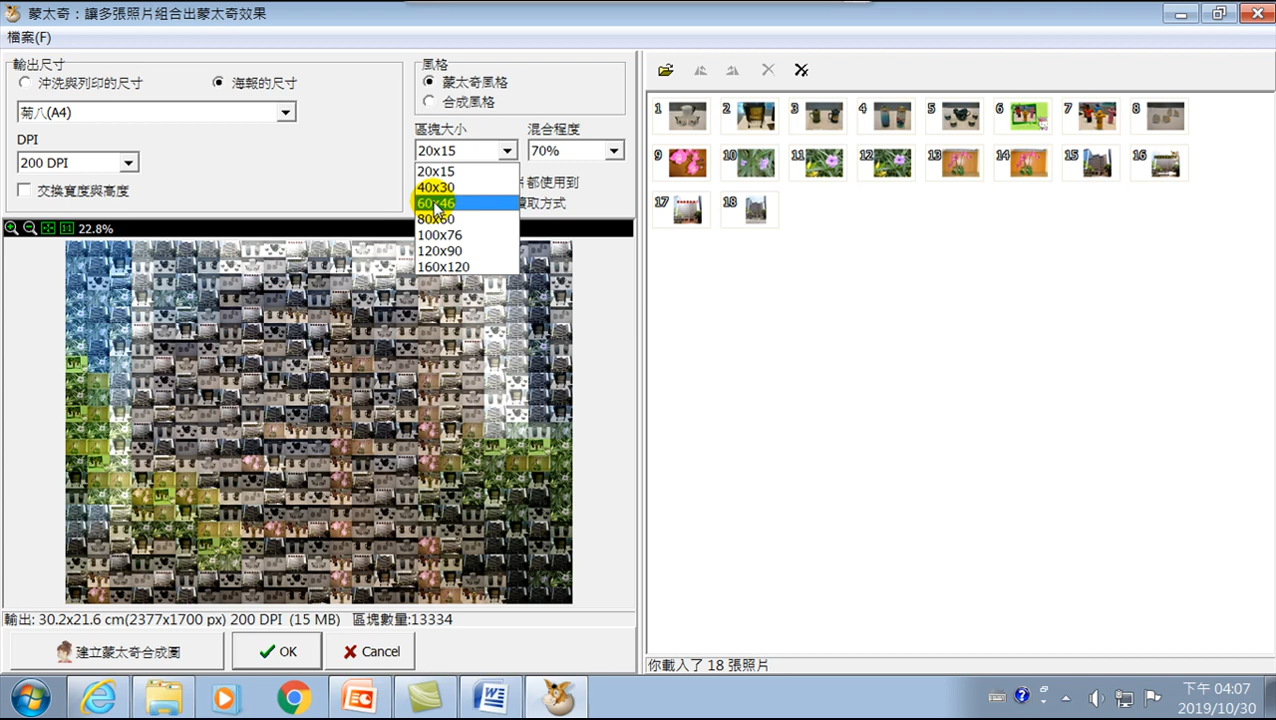 蒙太奇：讓多張照片組合出蒙太奇效果
檔案(F)
輸出尺寸
沖洗與列印的尺寸
海報的尺寸
菊八(A4)
DPI
200 DPI
交換寬度與高度
風格
蒙太奇風格
合成風格
區塊大小
混合程度
20x15
70%
20x15
40x30
60x46
80x60
100x76
120x90
160x120
片都使用到
讀取方式
22.8%
輸出: 30.2x21.6 cm(2377x1700 px) 200 DPI (15 MB) 區塊數量:13334
建立蒙太奇合成圖
OK
Cancel
1 2 3 4 5 6 7 8
9 10 11 12 13 14 15 16
17 18
你載入了 18 張照片
下午 04:07
2019/10/30